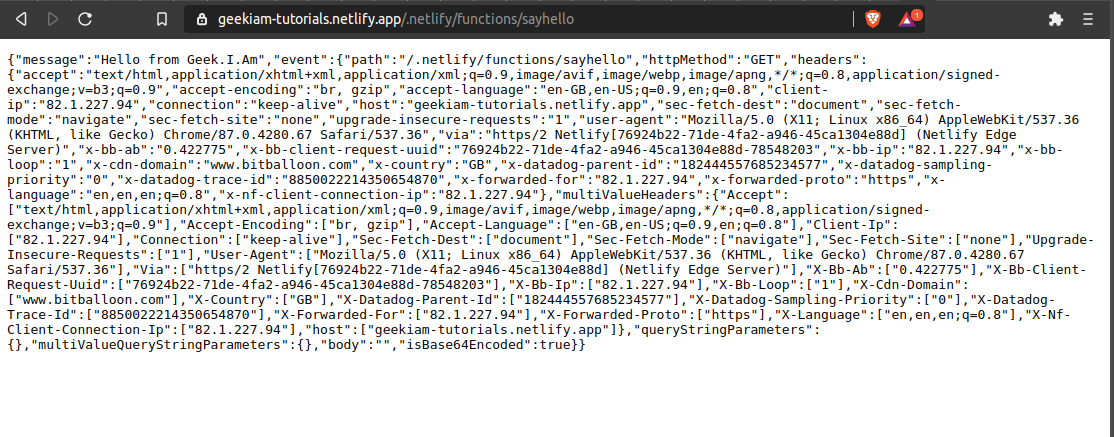 geekiam-tutorials.netlify.app/.netlify/functions/sayhello
1
{"message":"Hello from Geek.I.Am","event":{"path":"/.netlify/functions/sayhello","httpMethod":"GET","headers":
{"accept":"text/html,application/xhtml+xml,application/xml;q=0.9,image/avif,image/webp,image/apng,*/*;q=0.8,application/signed-
exchange;v=b3;q=0.9","accept-encoding":"br, gzip","accept-language":"en-GB,en-US;q=0.9,en;q=0.8","client-
ip":"82.1.227.94","connection":"keep-alive","host":"geekiam-tutorials.netlify.app","sec-fetch-dest":"document","sec-fetch-
mode":"navigate","sec-fetch-site":"none","upgrade-insecure-requests":"1","user-agent":"Mozilla/5.0 (X11; Linux x86_64) AppleWebKit/537.36
(KHTML, like Gecko) Chrome/87.0.4280.67 Safari/537.36","via":"https/2 Netlify[76924b22-71de-4fa2-a946-45ca1304e88d] (Netlify Edge
Server)","x-bb-ab":"0.422775","x-bb-client-request-uuid":"76924b22-71de-4fa2-a946-45ca1304e88d-78548203","x-bb-ip":"82.1.227.94","x-bb-
loop":"1","x-cdn-domain":"www.bitballoon.com","x-country":"GB","x-datadog-parent-id":"182444557685234577","x-datadog-sampling-
priority":"0","x-datadog-trace-id":"8850022214350654870","x-forwarded-for":"82.1.227.94","x-forwarded-proto":"https","x-
language":"en,en,en;q=0.8","x-nf-client-connection-ip":"82.1.227.94"},"multiValueHeaders":{"Accept":
["text/html,application/xhtml+xml,application/xml;q=0.9,image/avif,image/webp,image/apng,*/*;q=0.8,application/signed-
exchange;v=b3;q=0.9"],"Accept-Encoding":["br, gzip"],"Accept-Language":["en-GB,en-US;q=0.9,en;q=0.8"],"Client-Ip":
["82.1.227.94"],"Connection":["keep-alive"],"Sec-Fetch-Dest":["document"],"Sec-Fetch-Mode":["navigate"],"Sec-Fetch-Site":["none"],"Upgrade-
Insecure-Requests":["1"],"User-Agent":["Mozilla/5.0 (X11; Linux x86_64) AppleWebKit/537.36 (KHTML, like Gecko) Chrome/87.0.4280.67
Safari/537.36"],"Via":["https/2 Netlify[76924b22-71de-4fa2-a946-45ca1304e88d] (Netlify Edge Server)"],"X-Bb-Ab":["0.422775"],"X-Bb-Client-
Request-Uuid":["76924b22-71de-4fa2-a946-45ca1304e88d-78548203"],"X-Bb-Ip":["82.1.227.94"],"X-Bb-Loop":["1"],"X-Cdn-Domain":
["www.bitballoon.com"],"X-Country":["GB"],"X-Datadog-Parent-Id":["182444557685234577"],"X-Datadog-Sampling-Priority":["0"],"X-Datadog-
Trace-Id":["8850022214350654870"],"X-Forwarded-For":["82.1.227.94"],"X-Forwarded-Proto":["https"],"X-Language":["en,en,en;q=0.8"],"X-Nf-
Client-Connection-Ip":["82.1.227.94"],"host":["geekiam-tutorials.netlify.app"]},"queryStringParameters":
{},"multiValueQueryStringParameters":{},"body":"","isBase64Encoded":true}}